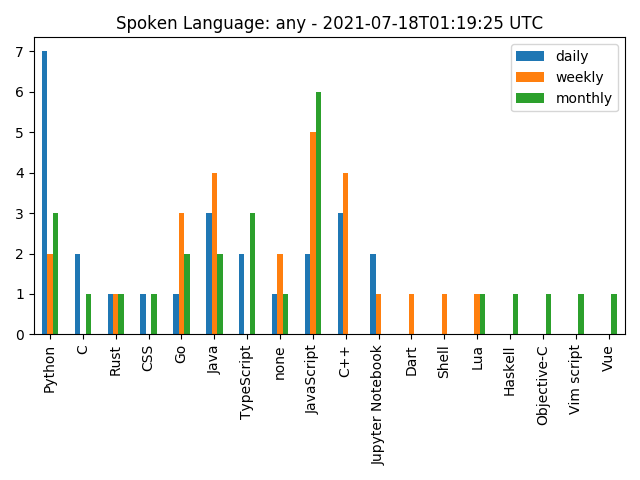 Spoken Language: any - 2021-07-18T01:19:25 UTC
daily
weekly
monthly
7
6
5
4
3
2
1
0
Python
C
Rust
CSS
Go
Java
TypeScript
none
JavaScript
C++
Jupyter Notebook
Dart
Shell
Lua
Haskell
Objective-C
Vim script
Vue